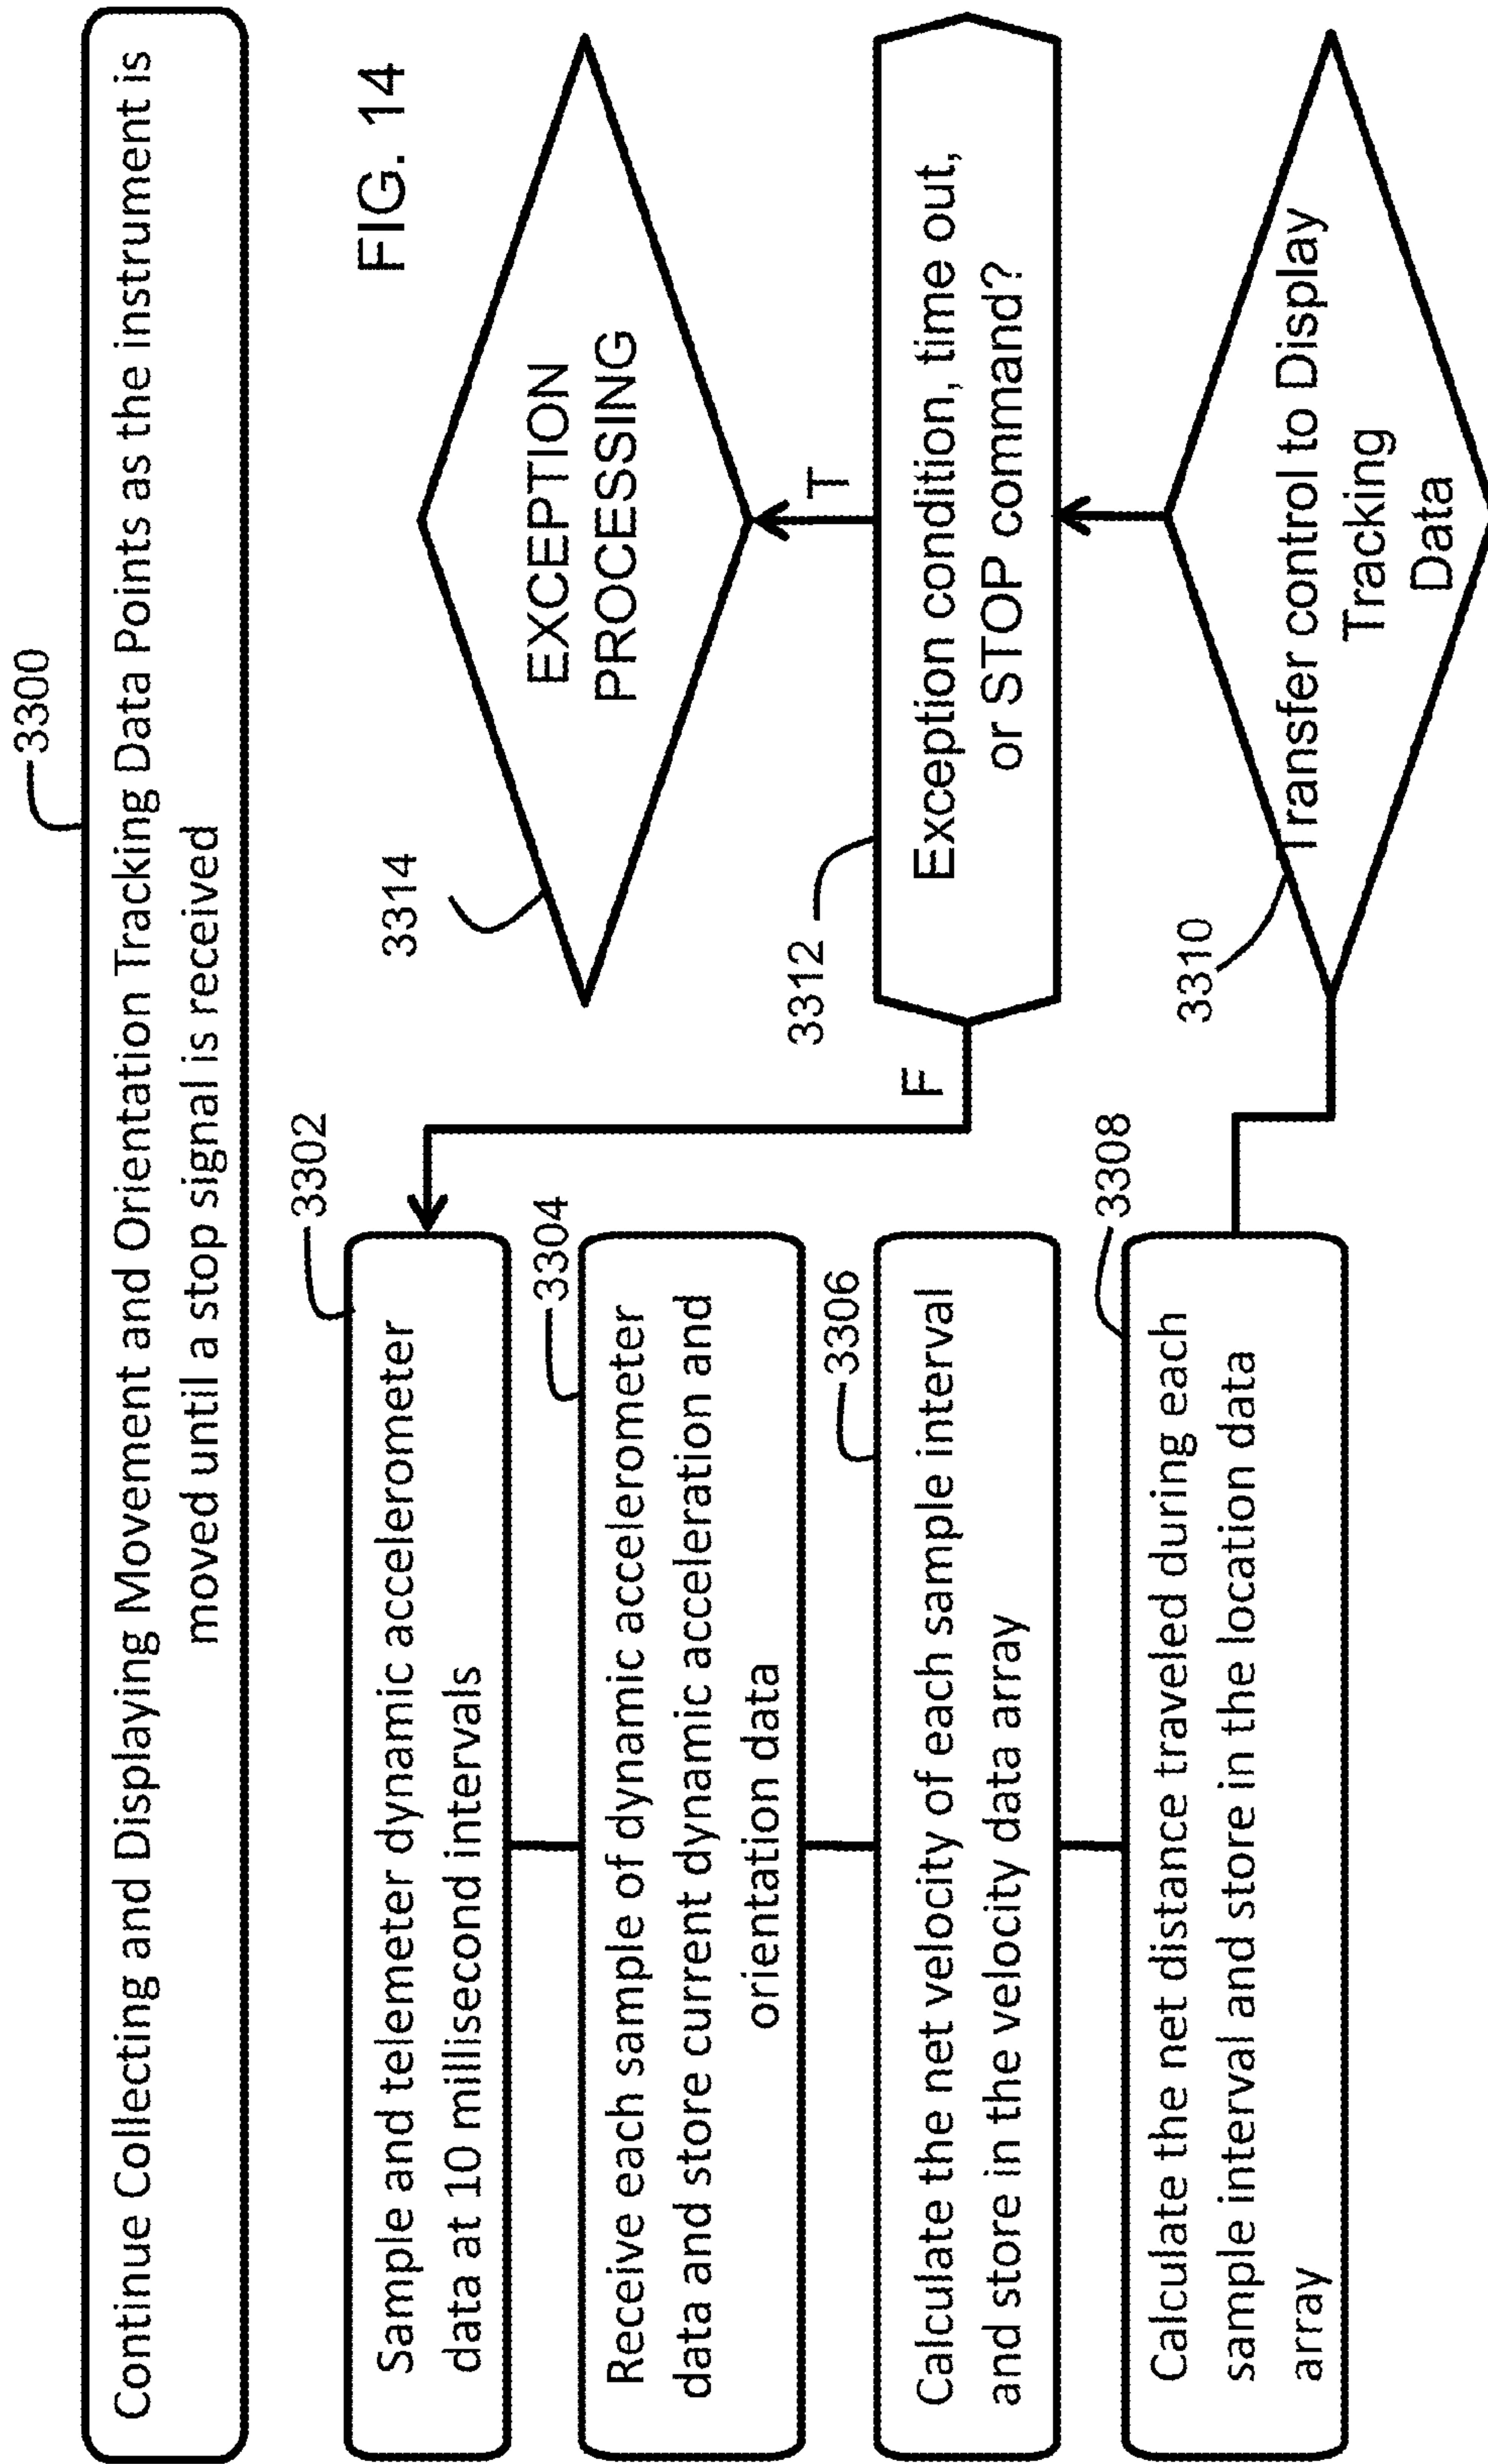 3300
Continue Collecting and Displaying Movement and Orientation Tracking Data Points as the instrument is
moved until a stop signal is received
FIG. 14
3302
Sample and telemeter dynamic accelerometer
data at 10 millisecond intervals
3304
Receive each sample of dynamic accelerometer
data and store current dynamic acceleration and
orientation data
3306
Calculate the net velocity of each sample interval
and store in the velocity data array
3308
Calculate the net distance traveled during each
sample interval and store in the location data
array
3314
EXCEPTION
PROCESSING
T
3312
Exception condition, time out,
or STOP command?
F
3310
Transfer control to Display
Tracking
Data